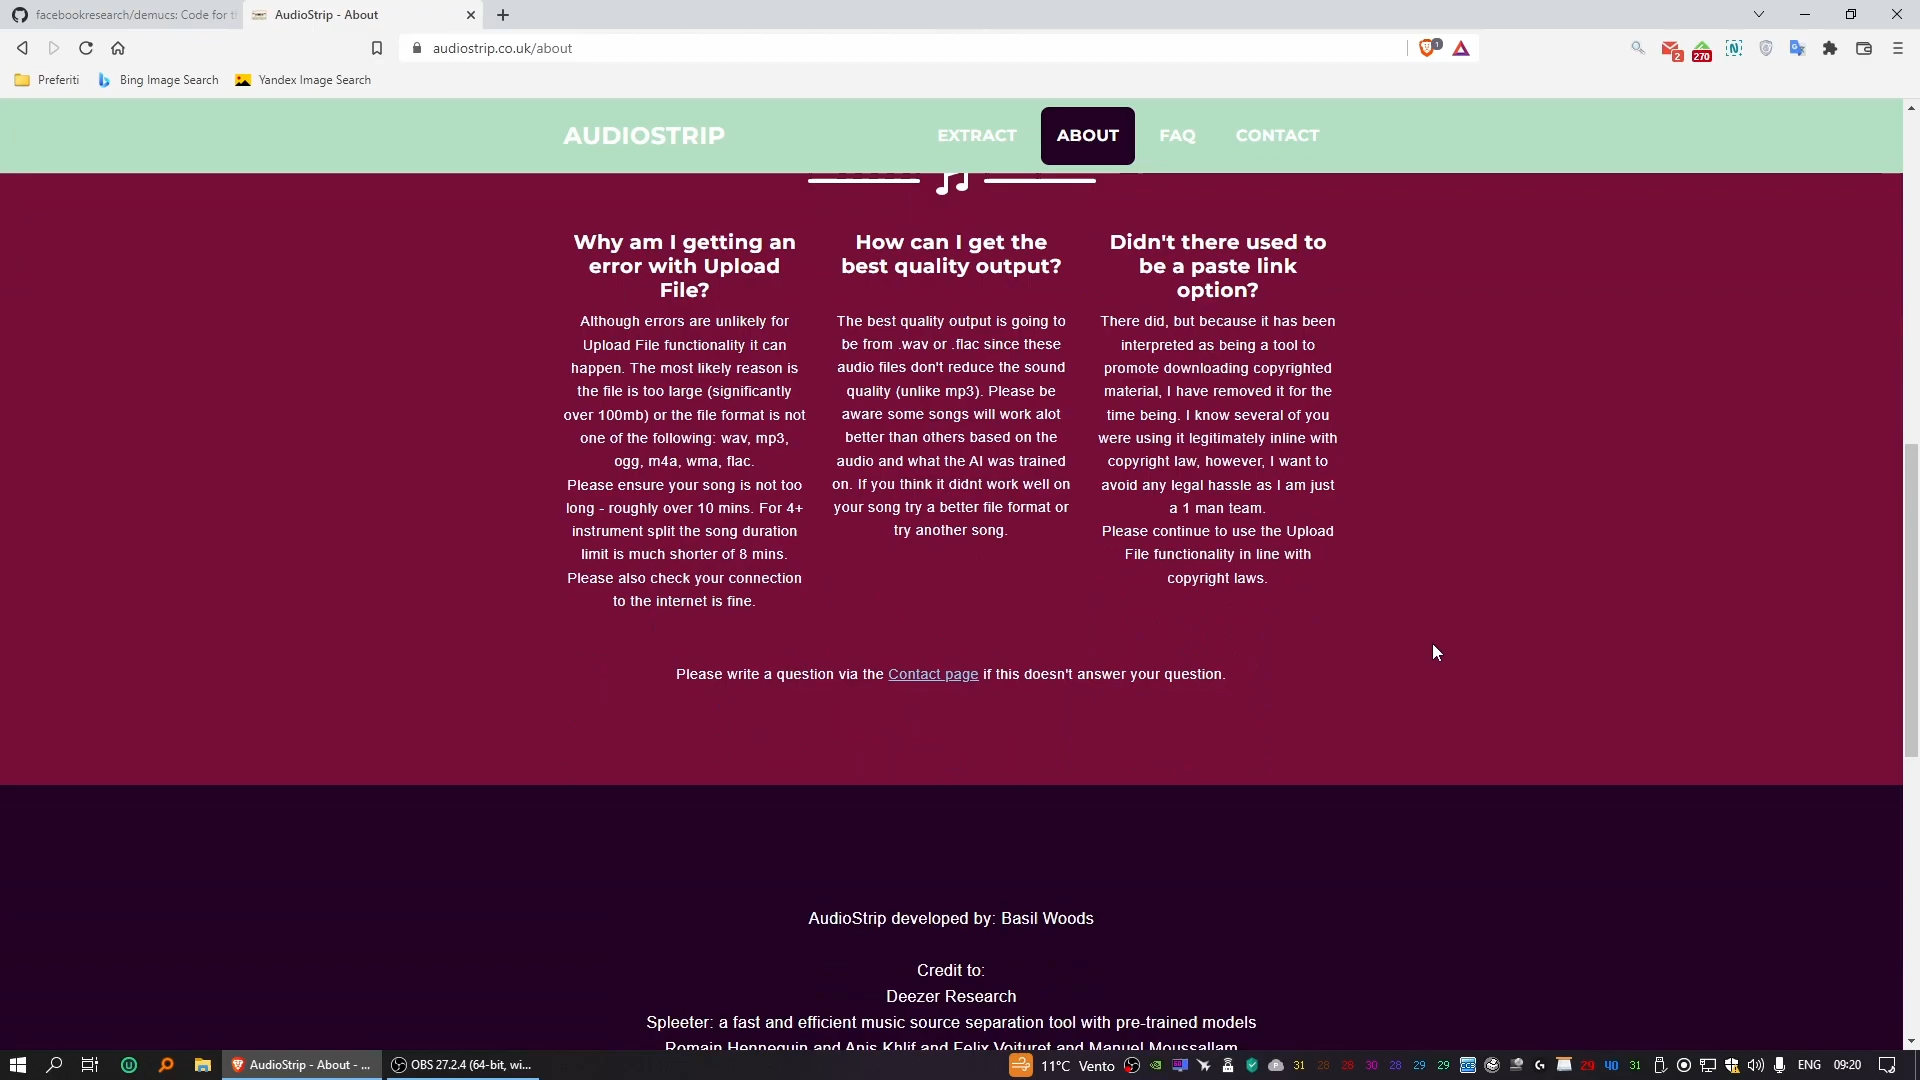 facebookresearch/demucs: Code for t
AudioStrip - About
audiostrip.co.uk/about
1
2
270
Preferiti
Bing Image Search
Yandex Image Search
AUDIOSTRIP
EXTRACT
ABOUT
FAQ
CONTACT
Why am I getting an
error with Upload
File?
Although errors are unlikely for
Upload File functionality it can
happen. The most likely reason is
the file is too large (significantly
over 100mb) or the file format is not
one of the following: wav, mp3,
ogg, m4a, wma, flac.
Please ensure your song is not too
long - roughly over 10 mins. For 4+
instrument split the song duration
limit is much shorter of 8 mins.
Please also check your connection
to the internet is fine.
How can I get the
best quality output?
The best quality output is going to
be from .wav or .flac since these
audio files don't reduce the sound
quality (unlike mp3). Please be
aware some songs will work alot
better than others based on the
audio and what the AI was trained
on. If you think it didnt work well on
your song try a better file format or
try another song.
Didn't there used to
be a paste link
option?
There did, but because it has been
interpreted as being a tool to
promote downloading copyrighted
material, I have removed it for the
time being. I know several of you
were using it legitimately inline with
copyright law, however, I want to
avoid any legal hassle as I am just
a 1 man team.
Please continue to use the Upload
File functionality in line with
copyright laws.
Please write a question via the Contact page if this doesn't answer your question.
AudioStrip developed by: Basil Woods
Credit to:
Deezer Research
Spleeter: a fast and efficient music source separation tool with pre-trained models
Romain Hennequin and Anis Khlif and Felix Voituret and Manuel Moussallam
AudioStrip - About - ...
OBS 27.2.4 (64-bit, wi...
11°C Vento
31 28 28 30 28 29 29
29 40 31
ENG
09:20